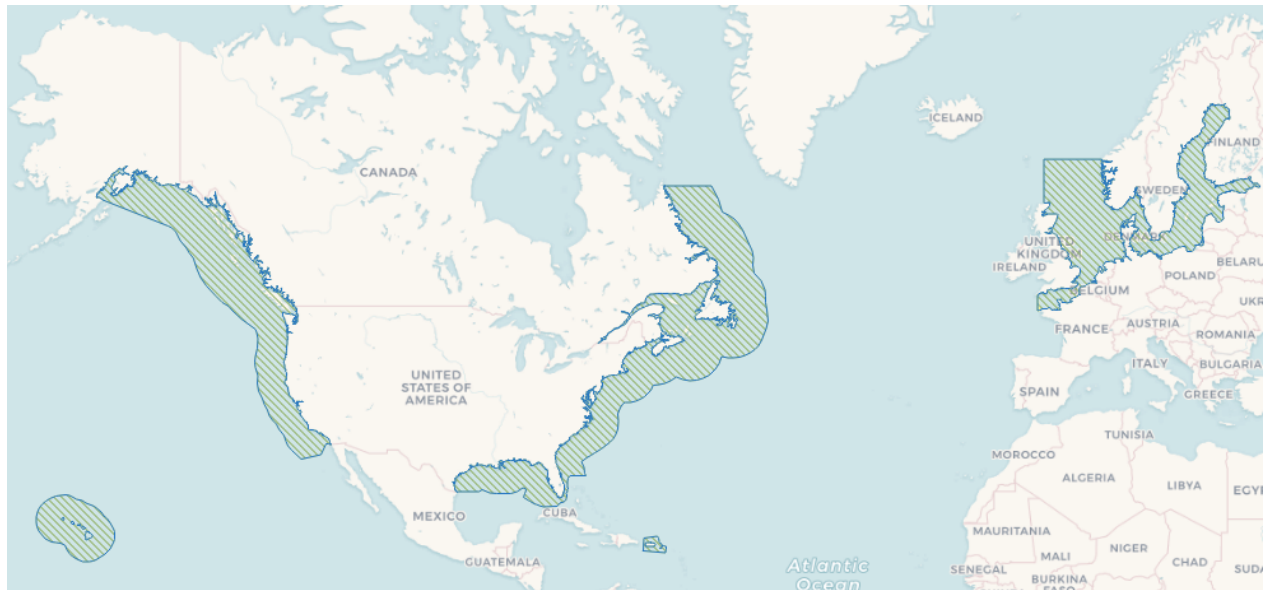 ICELAND
FINLAND
CANADA
SWEDEN
DENMARK
UNITED
KINGDOM
IRELAND
BELARU
POLAND
BELGIUM
UKR
AUSTRIA
FRANCE
ROMANIA
ITALY
BULGARIA
UNITED
STATES OF
AMERICA
SPAIN
GREECE
TUNISIA
MOROCCO
ALGERIA
LIBYA
EGYP
MEXICO
CUBA
MAURITANIA
GUATEMALA
MALI
NIGER
CHAD
SUDA
SENEGAL
Atlantic
Ocean
BURKINA
FASO